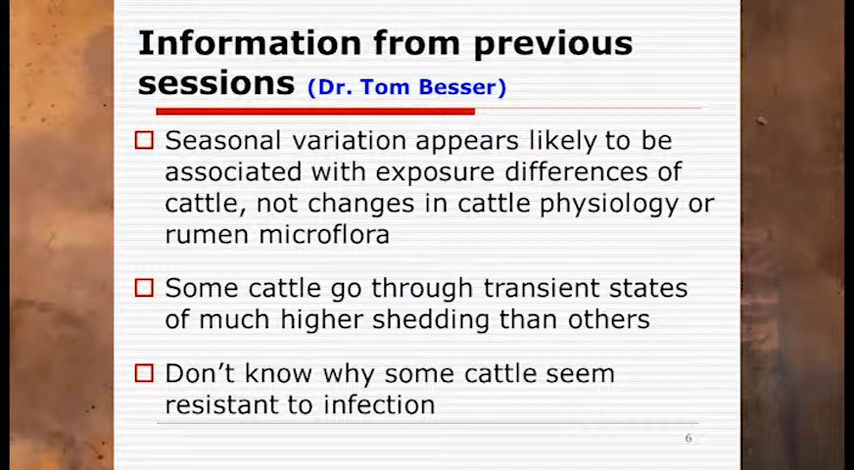 Information from previous
sessions (Dr. Tom Besser)
Seasonal variation appears likely to be
associated with exposure differences of
cattle, not changes in cattle physiology or
rumen microflora
Some cattle go through transient states
of much higher shedding than others
Don’t know why some cattle seem
resistant to infection
6